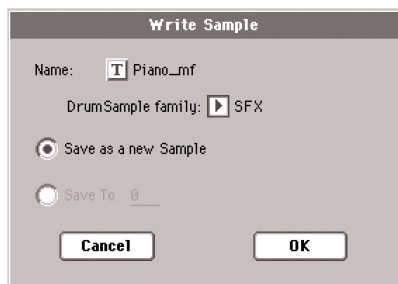 Write Sample
Name: T Piano_mf
DrumSample family: SFX
Save as a new Sample
Save To 0
Cancel OK